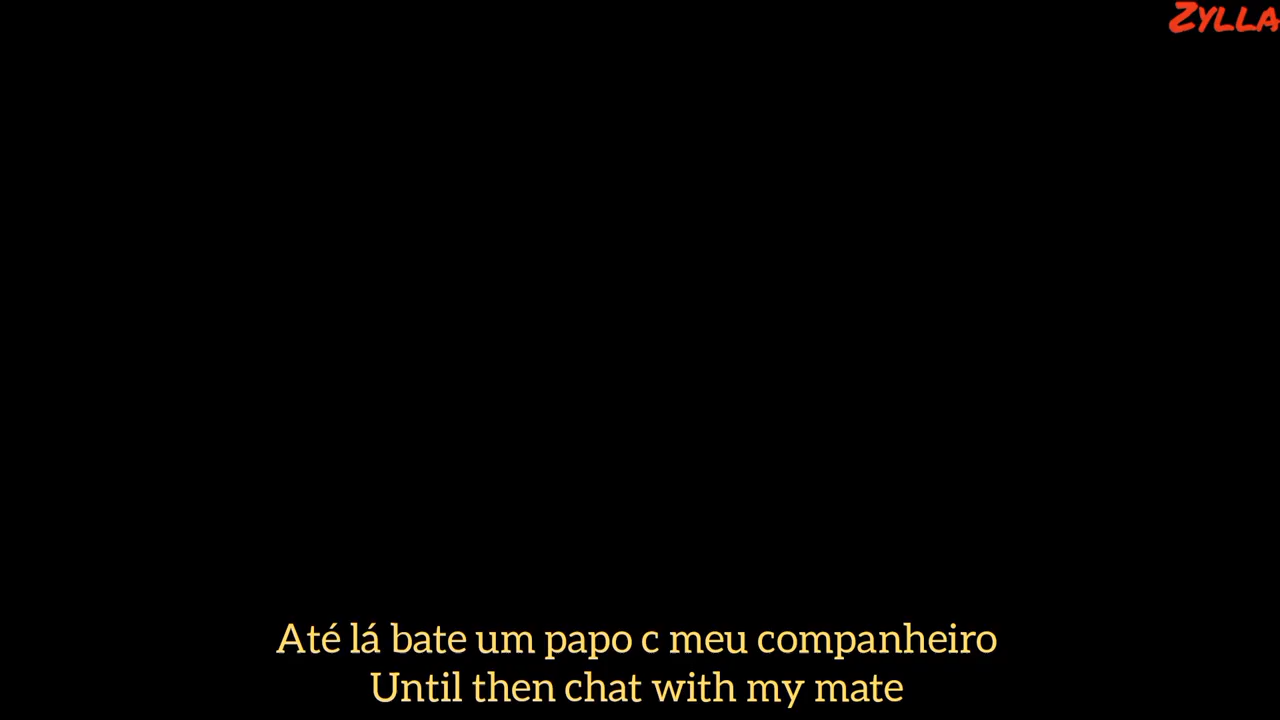 Zylla
Até lá bate um papo c meu companheiro
Until then chat with my mate